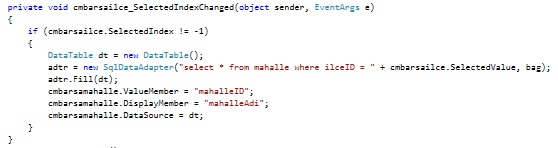 private void cmbarsailce_SelectedIndexChanged(object sender, EventArgs e)
{
if (cmbarsailce.SelectedIndex != -1)
{
DataTable dt = new DataTable();
adtr = new SqlDataAdapter("select * from mahalle where ilceID = " + cmbarsailce.SelectedValue, bag);
adtr.Fill(dt);
cmbarsamahalle.ValueMember = "mahalleID";
cmbarsamahalle.DisplayMember = "mahalleAdi";
cmbarsamahalle.DataSource = dt;
}
}